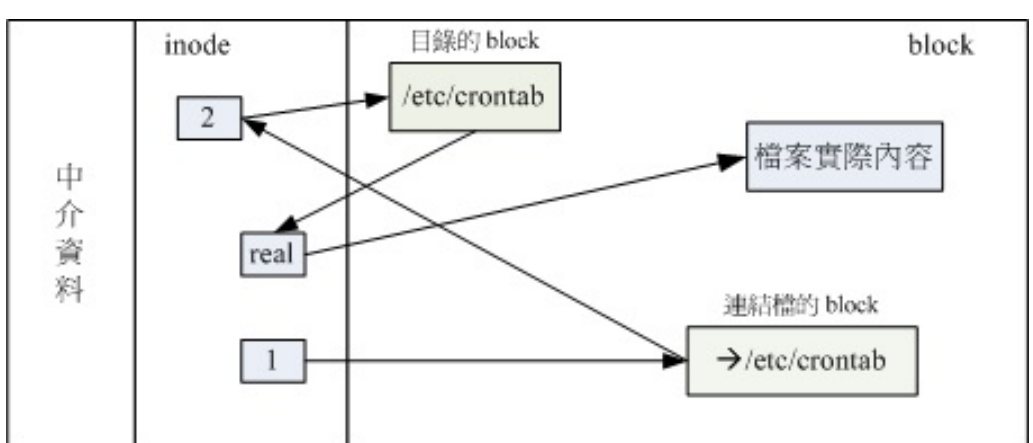 中介資料
inode
目錄的 block
block
2
/etc/crontab
檔案實際內容
real
連結檔的 block
1
→/etc/crontab